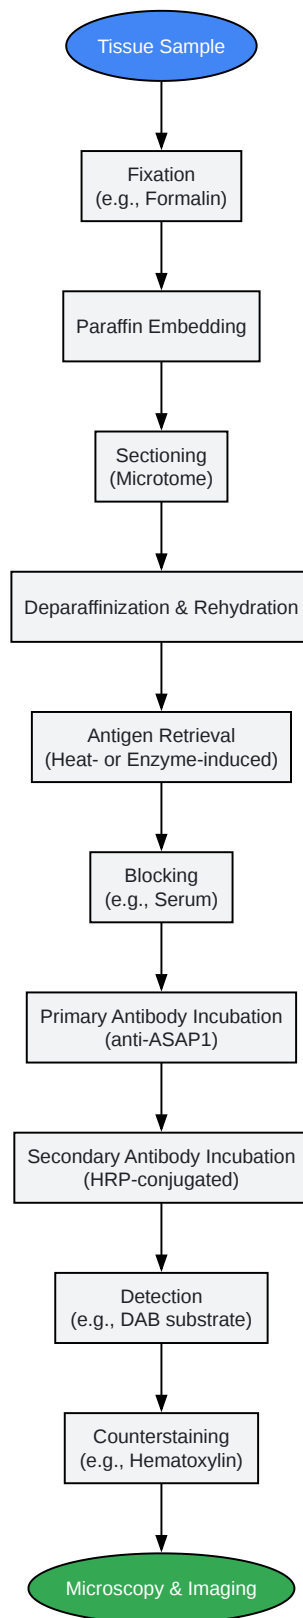 Tissue Sample
Fixation
(e.g., Formalin)
Paraffin Embedding
Sectioning
(Microtome)
Deparaffinization & Rehydration
Antigen Retrieval
(Heat- or Enzyme-induced)
Blocking
(e.g., Serum)
Primary Antibody Incubation
(anti-ASAP1)
Secondary Antibody Incubation
(HRP-conjugated)
Detection
(e.g., DAB substrate)
Counterstaining
(e.g., Hematoxylin)
Microscopy & Imaging